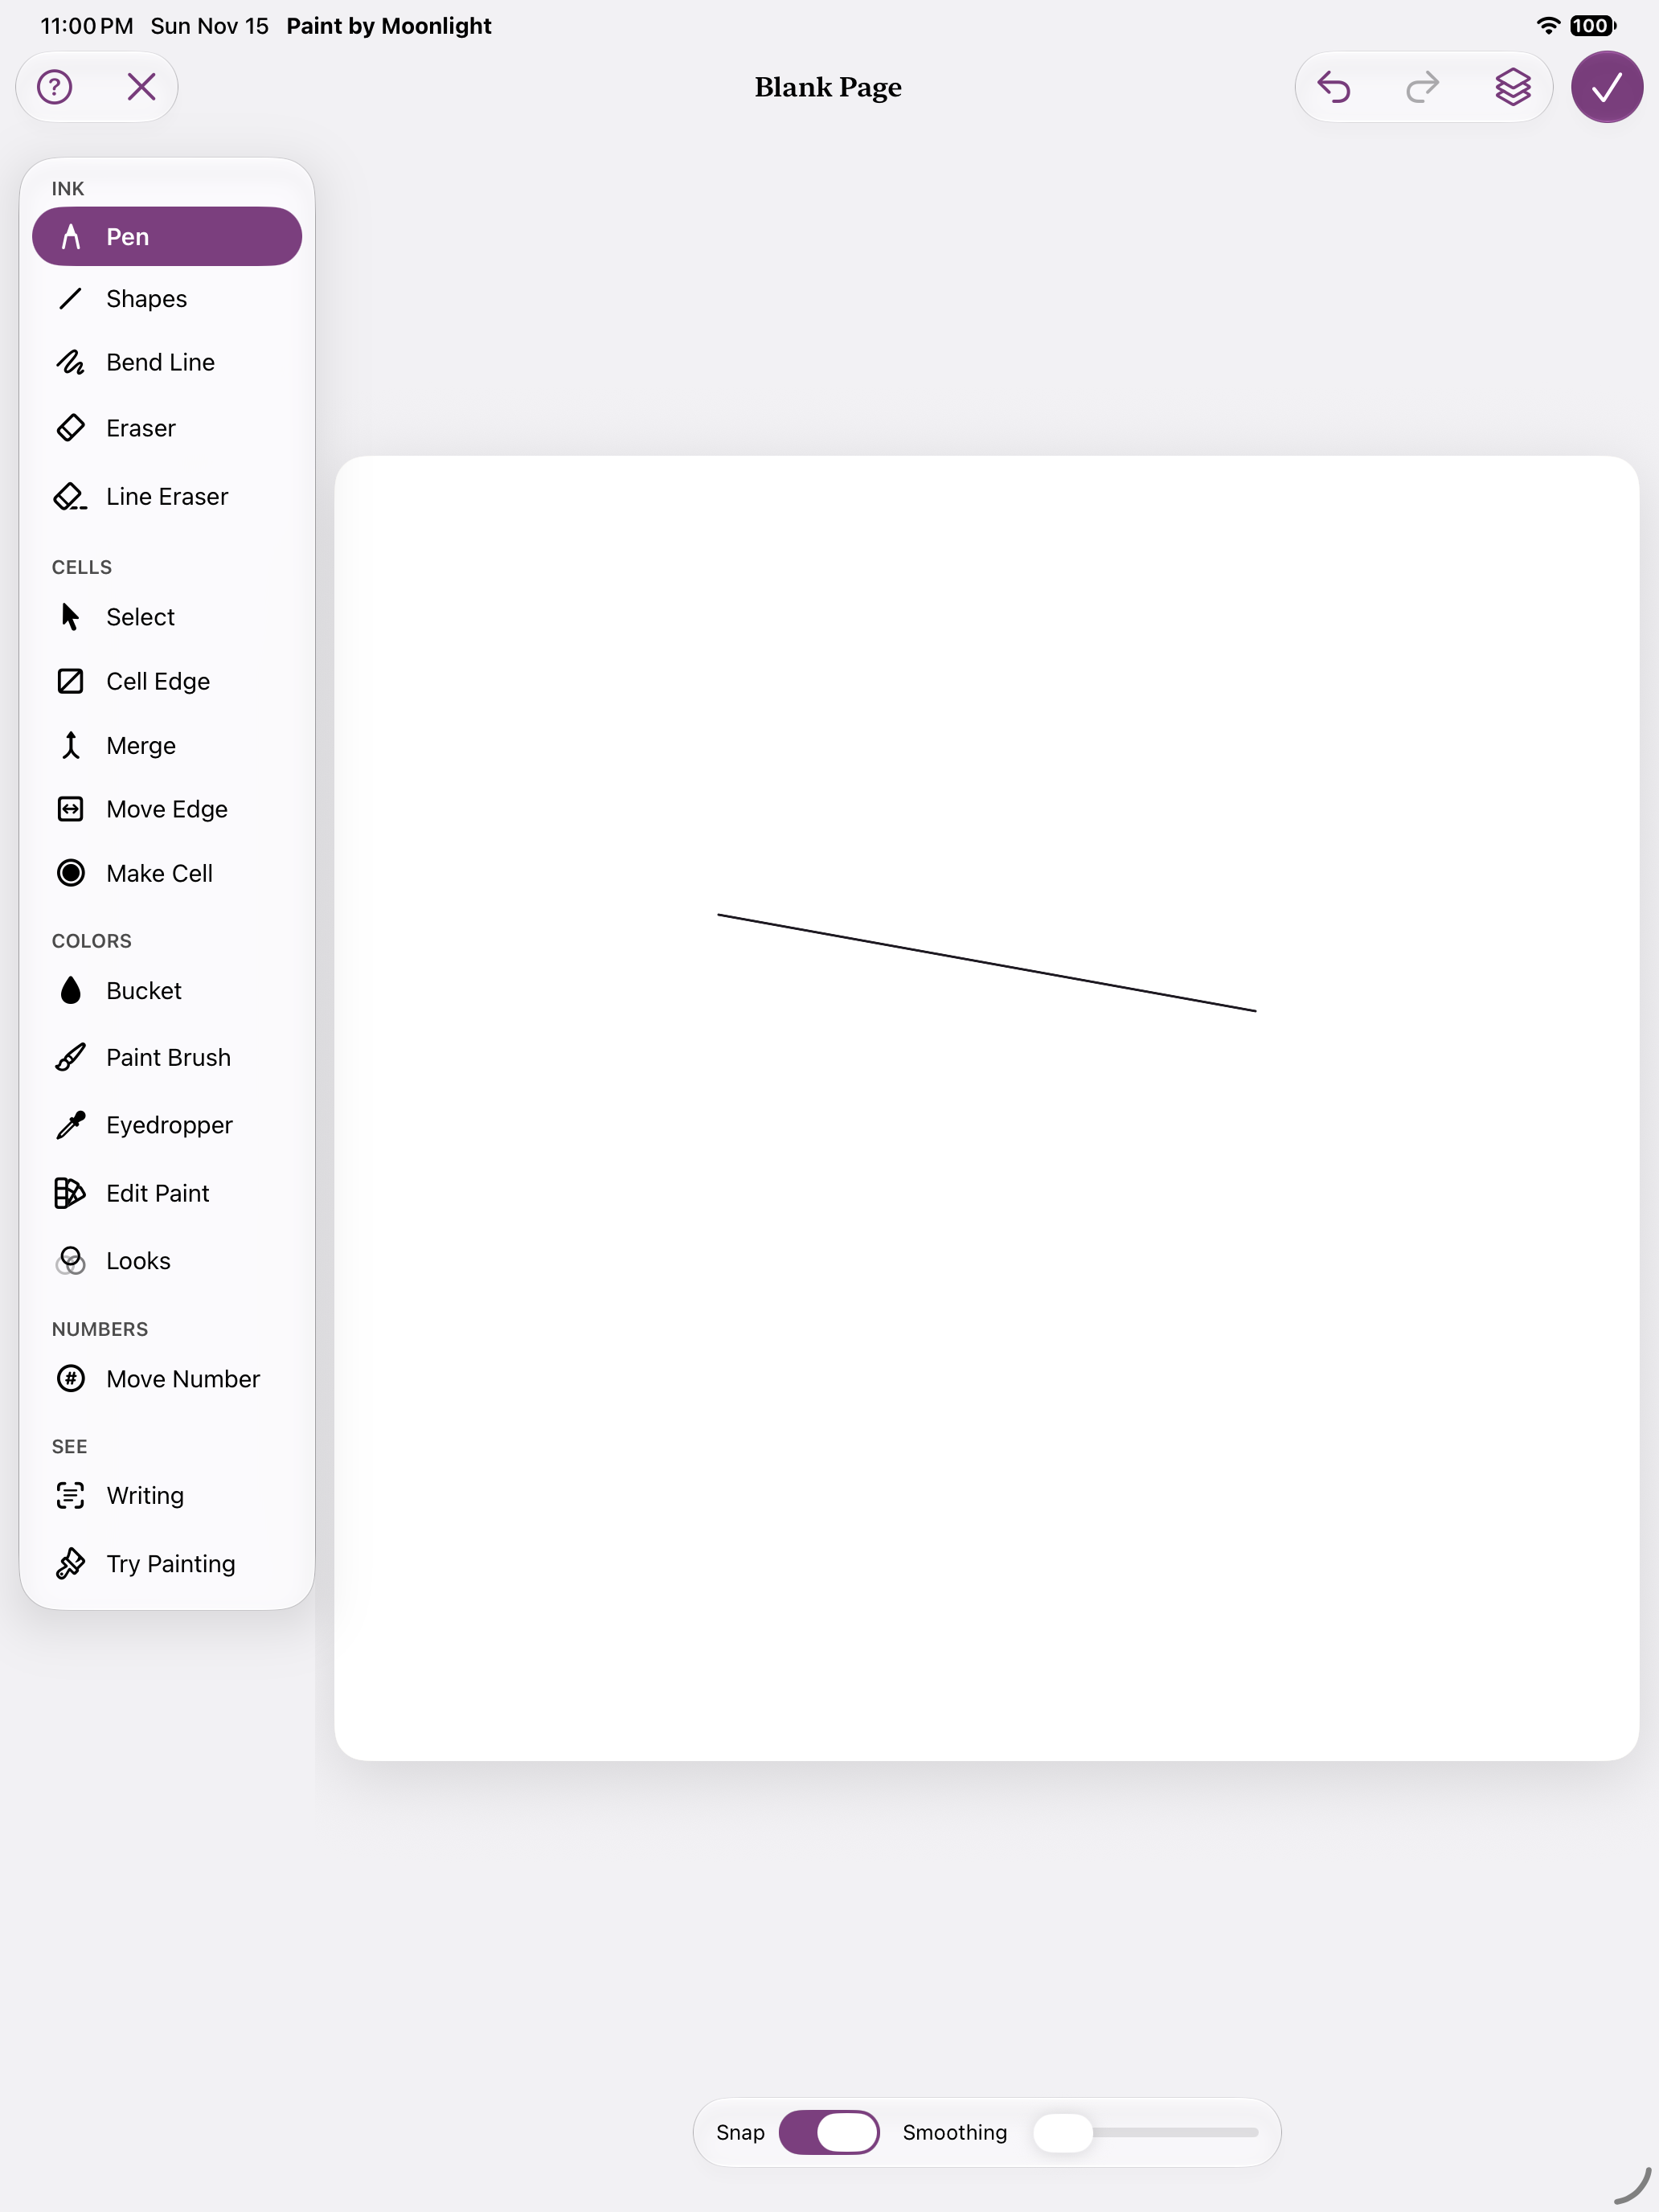 11:00 PM Sun Nov 15 Paint by Moonlight
100
Blank Page
INK
Pen
Shapes
Bend Line
Eraser
Line Eraser
CELLS
Select
Cell Edge
Merge
Move Edge
Make Cell
COLORS
Bucket
Paint Brush
Eyedropper
Edit Paint
Looks
NUMBERS
Move Number
SEE
Writing
Try Painting
Snap
Smoothing